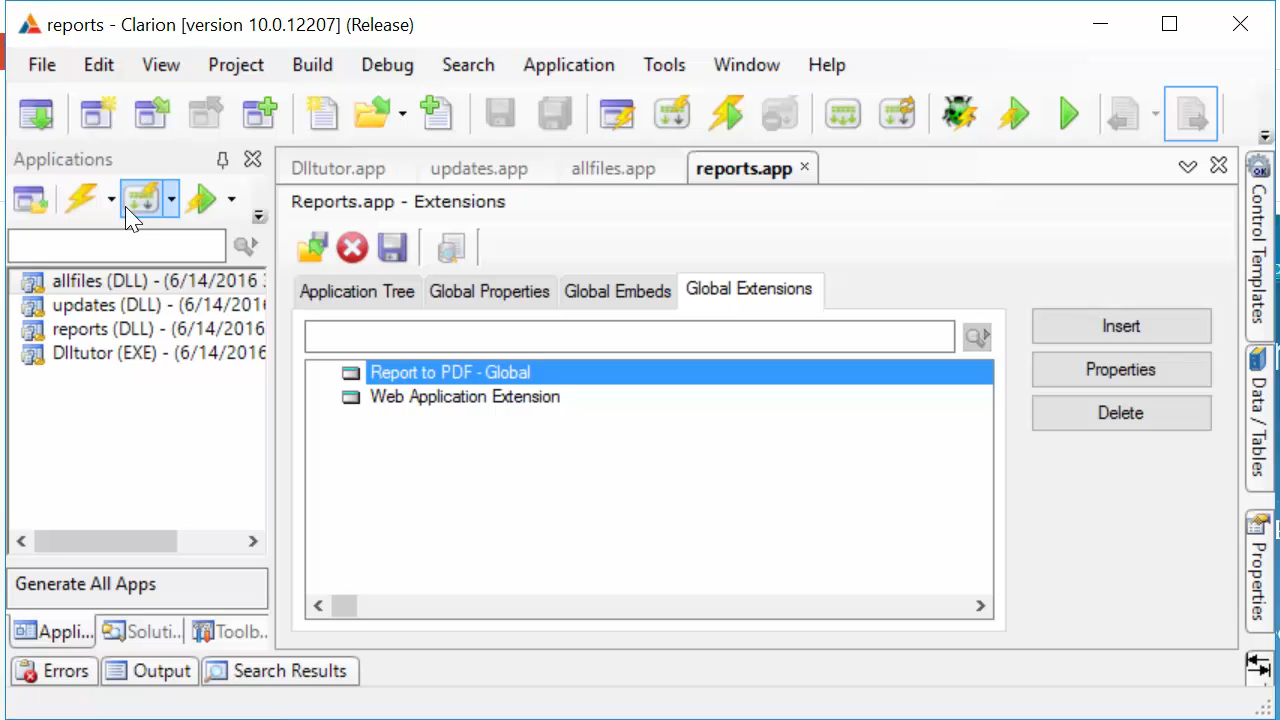 reports - Clarion [version 10.0.12207] (Release)
File Edit View Project Build Debug Search Application Tools Window Help
Applications
Dlltutor.app updates.app allfiles.app reports.app
Reports.app - Extensions
Application Tree Global Properties Global Embeds Global Extensions
allfiles (DLL) - (6/14/2016
updates (DLL) - (6/14/2016
reports (DLL) - (6/14/2016
Dlltutor (EXE) - (6/14/2016
Report to PDF - Global
Web Application Extension
Insert
Properties
Delete
Generate All Apps
Appli... Soluti.. Toolb..
Errors Output Search Results
Control Templates
Data / Tables
Properties